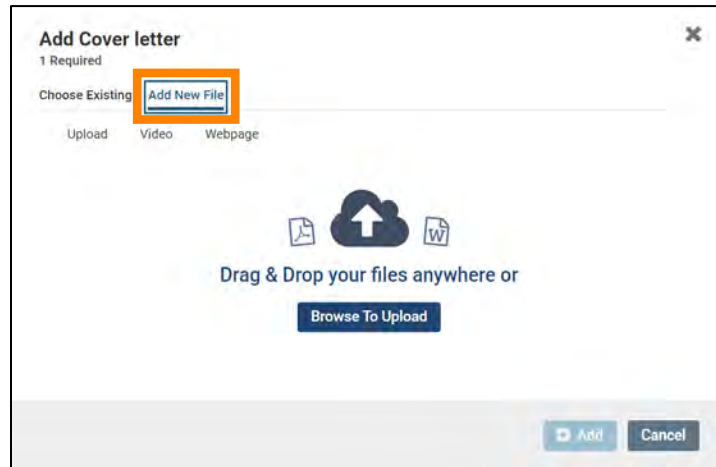 Add Cover letter
1 Required
Choose Existing Add New File
Upload Video Webpage
W
Drag & Drop your files anywhere or
Browse To Upload
Add Cancel